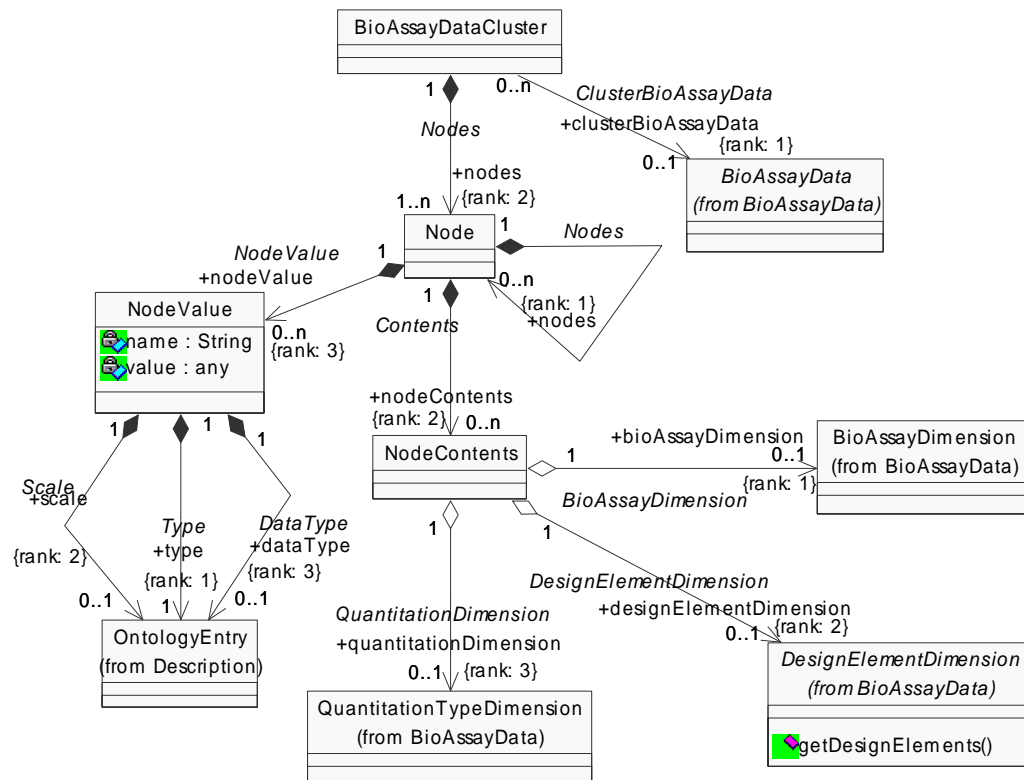 BioAssayDataCluster
1
0..n
ClusterBioAssayData
+clusterBioAssayData
{rank: 1}
0..1
Nodes
+nodes
{rank: 2}
1..n
BioAssayData
(from BioAssayData)
Node
1
Nodes
0..n
{rank: 1}
+nodes
1
NodeValue
+nodeValue
0..n
{rank: 3}
1
Contents
+nodeContents
{rank: 2}
0..n
NodeValue
name : String
value : any
1
1
1
Scale
+scale
{rank: 2}
0..1
Type
+type
{rank: 1}
1
DataType
+dataType
{rank: 3}
0..1
OntologyEntry
(from Description)
NodeContents
1
+bioAssayDimension
0..1
{rank: 1}
BioAssayDimension
BioAssayDimension
(from BioAssayData)
1
DesignElementDimension
+designElementDimension
{rank: 2}
0..1
1
QuantitationDimension
+quantitationDimension
0..1
{rank: 3}
QuantitationTypeDimension
(from BioAssayData)
DesignElementDimension
(from BioAssayData)
getDesignElements()